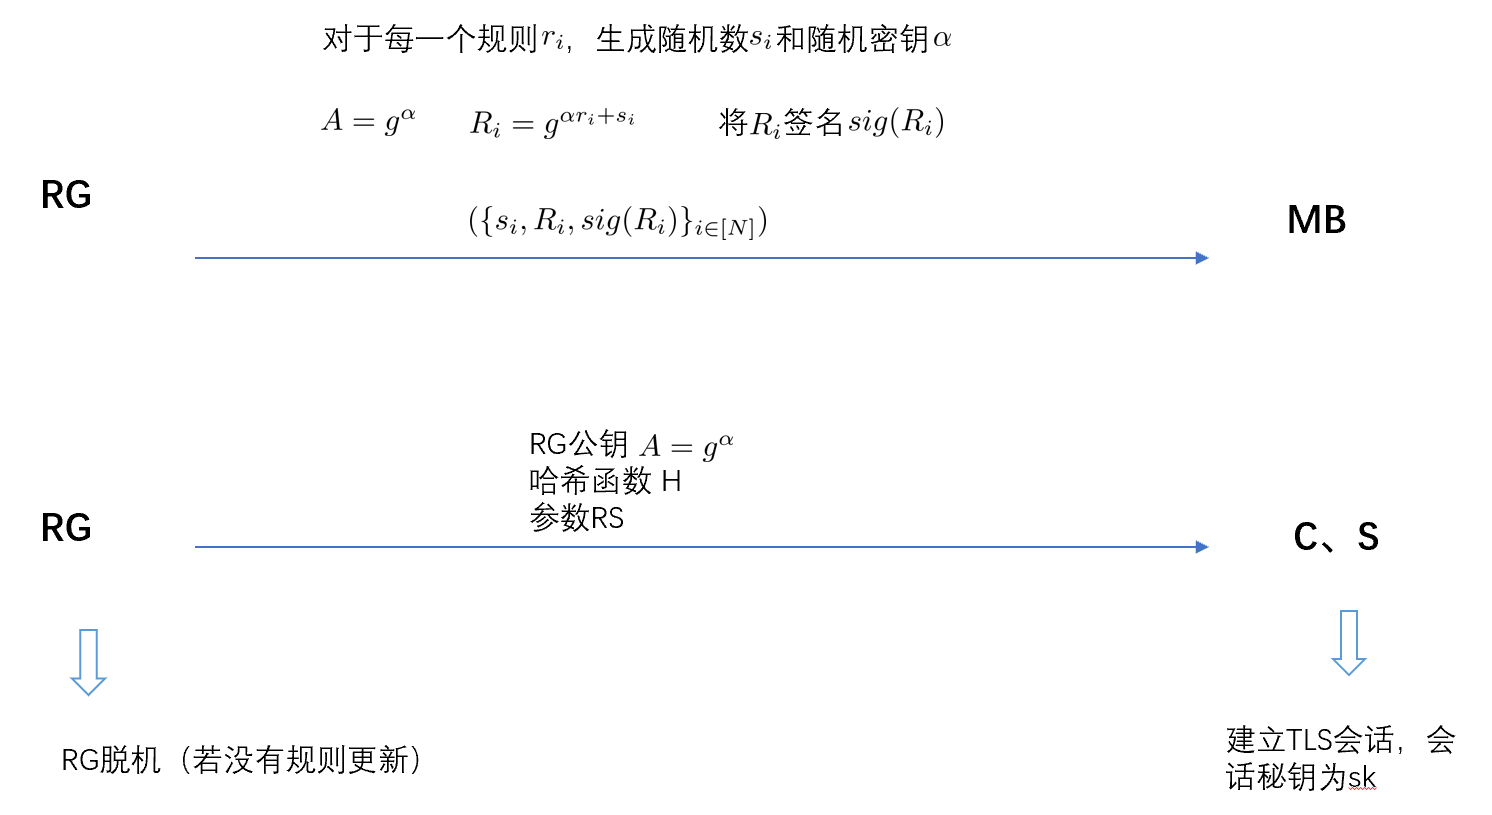 对于每一个规则$r_i$，生成随机数$s_i$和随机密钥$\alpha$
$A = g^{\alpha}$ $R_i = g^{\alpha r_i + s_i}$ 将$R_i$签名$sig(R_i)$
RG
$(\{s_i, R_i, sig(R_i)\}_{i \in [N]})$
MB
RG公钥 $A = g^{\alpha}$
哈希函数 H
参数RS
RG
C、S
RG脱机（若没有规则更新）
建立TLS会话，会
话秘钥为sk